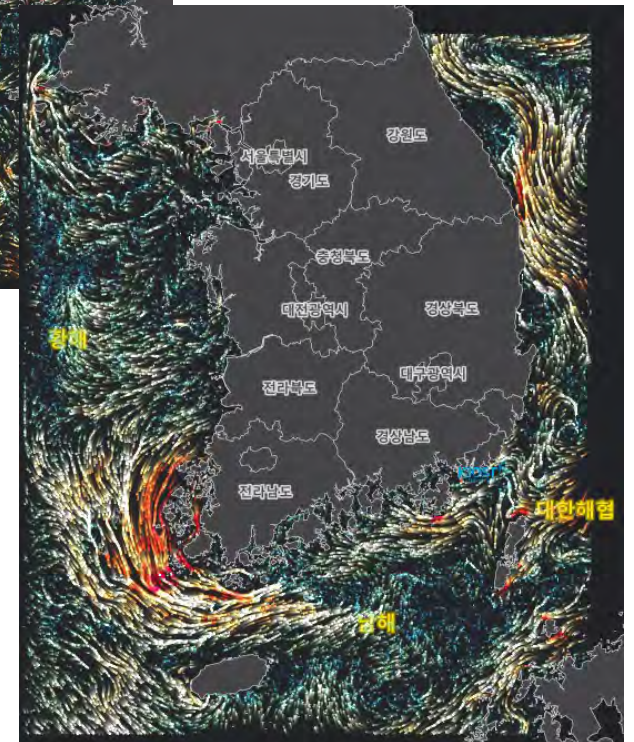 강원도
서울특별시
경기도
충청북도
대전광역시
경상북도
황해
대구광역시
전라북도
경상남도
전라남도
대한해협
남해